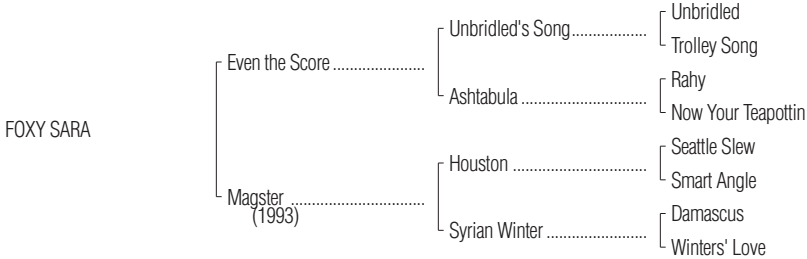 Unbridled
Unbridled's Song...................
Trolley Song
Even the Score .......................
Rahy
Ashtabula ................................
Now Your Teapottin
FOXY SARA
Seattle Slew
Houston ..................................
Smart Angle
Magster ..................................
(1993)
Damascus
Syrian Winter .........................
Winters' Love